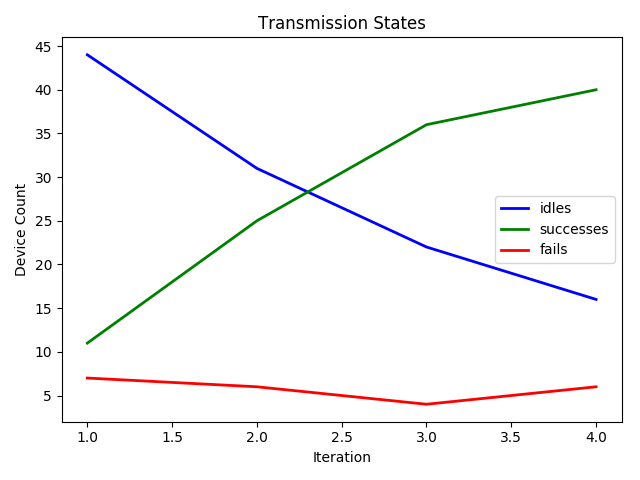 Transmission States
45
40
35
30
25
20
15
10
5
Device Count
idles
successes
fails
1.0 1.5 2.0 2.5 3.0 3.5 4.0
Iteration